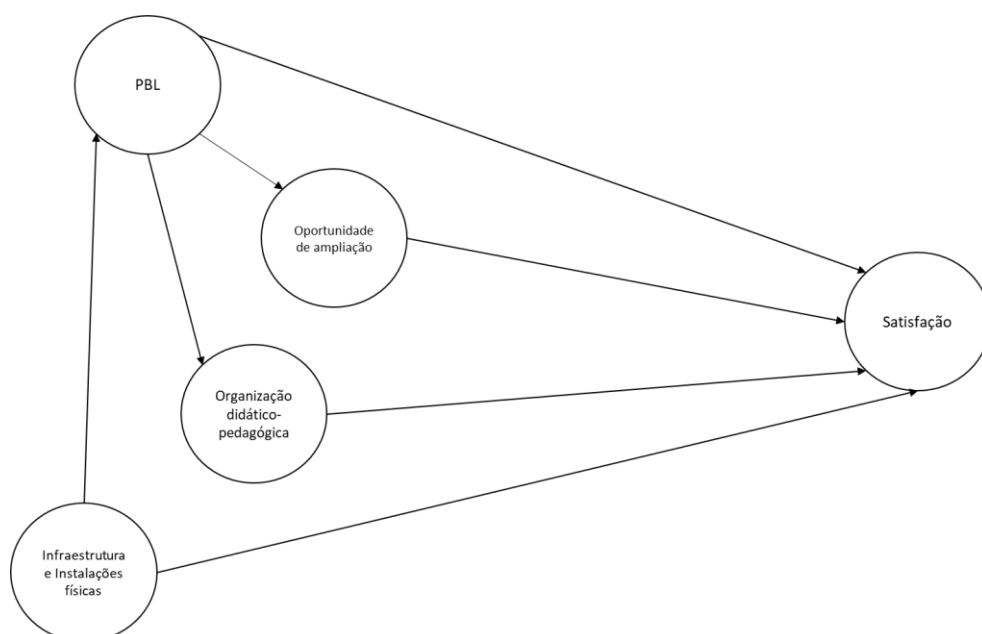 PBL
Oportunidade
de ampliação
Satisfação
Organização
didático-
pedagógica
Infraestrutura
e Instalações
físicas